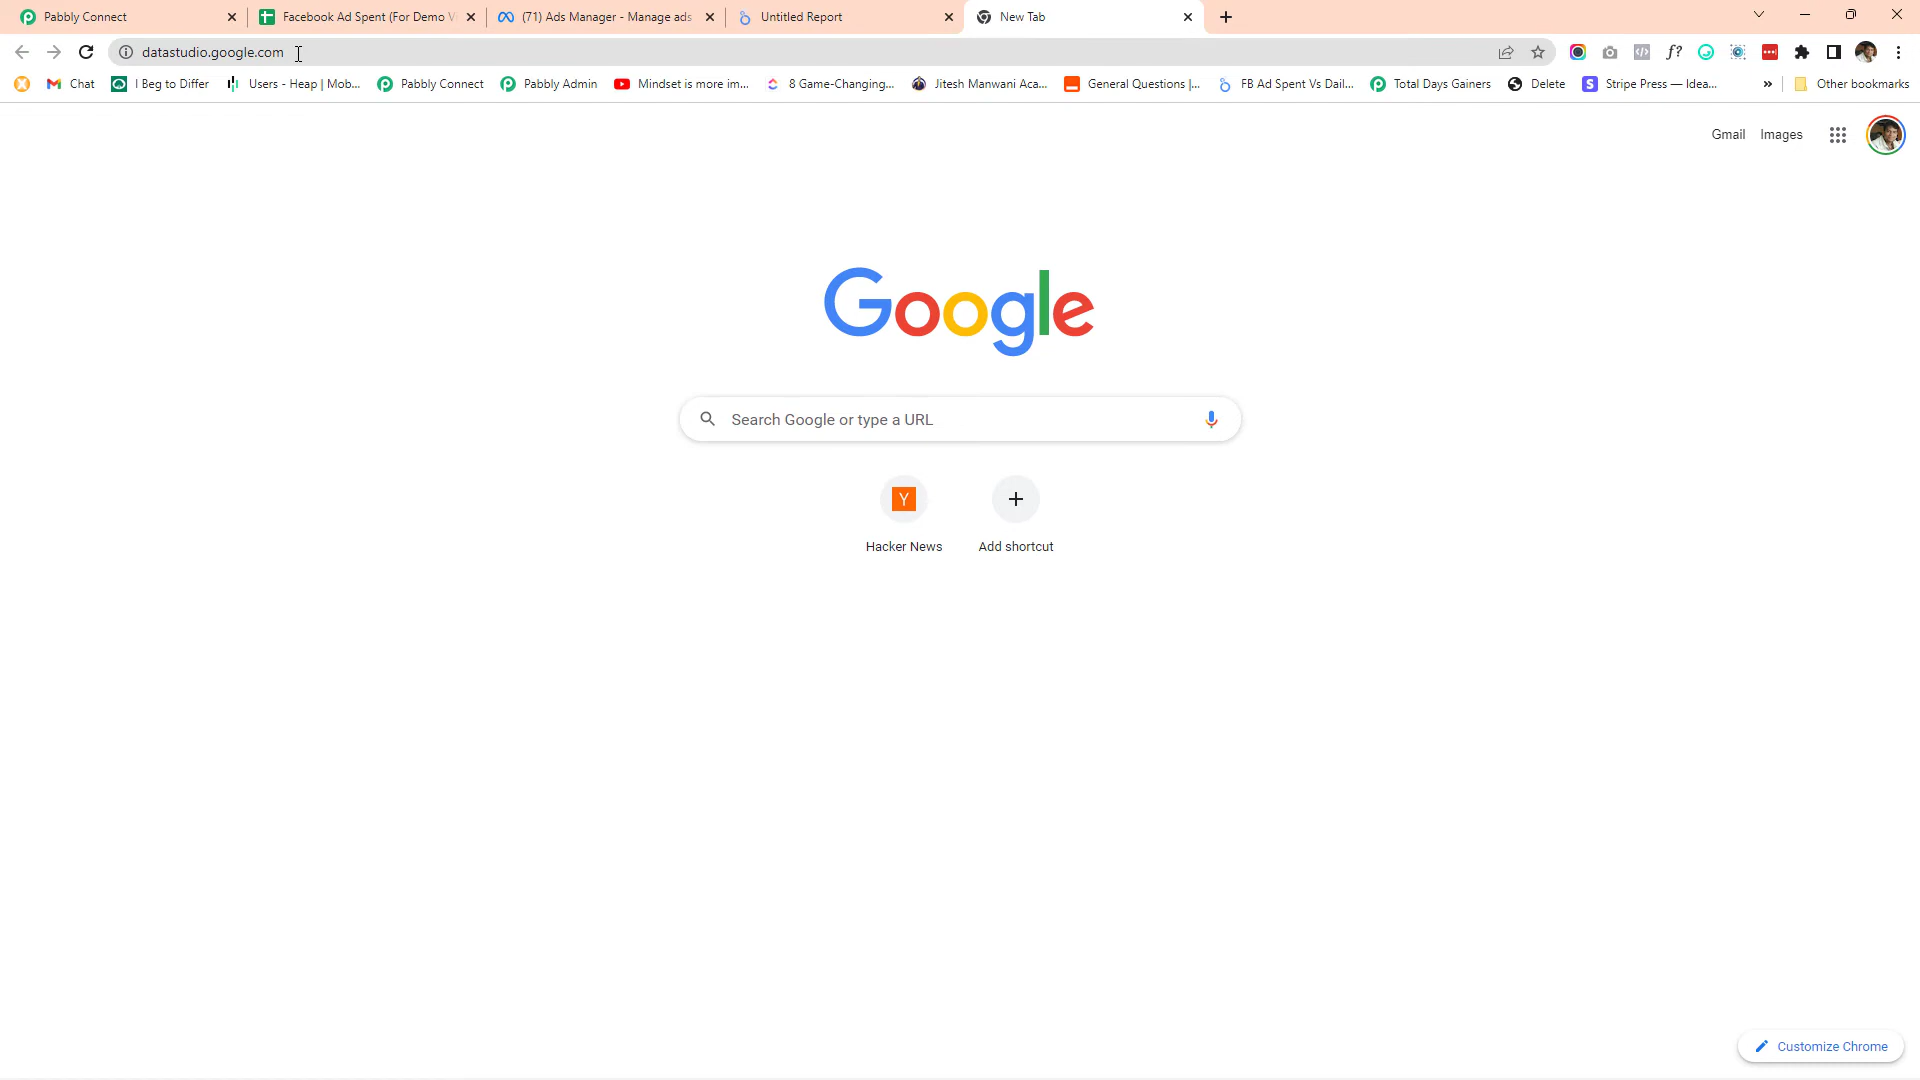 Pabbly Connect
Facebook Ad Spent (For Demo V
(71) Ads Manager - Manage ads
Untitled Report
New Tab
datastudio.google.com
f?
Chat
I Beg to Differ
Users - Heap | Mob...
Pabbly Connect
Pabbly Admin
Mindset is more im...
8 Game-Changing...
Jitesh Manwani Aca...
General Questions |...
FB Ad Spent Vs Dail...
Total Days Gainers
Delete
S
Stripe Press — Idea...
»
Other bookmarks
Gmail
Images
Google
Search Google or type a URL
Y
Hacker News
Add shortcut
Customize Chrome